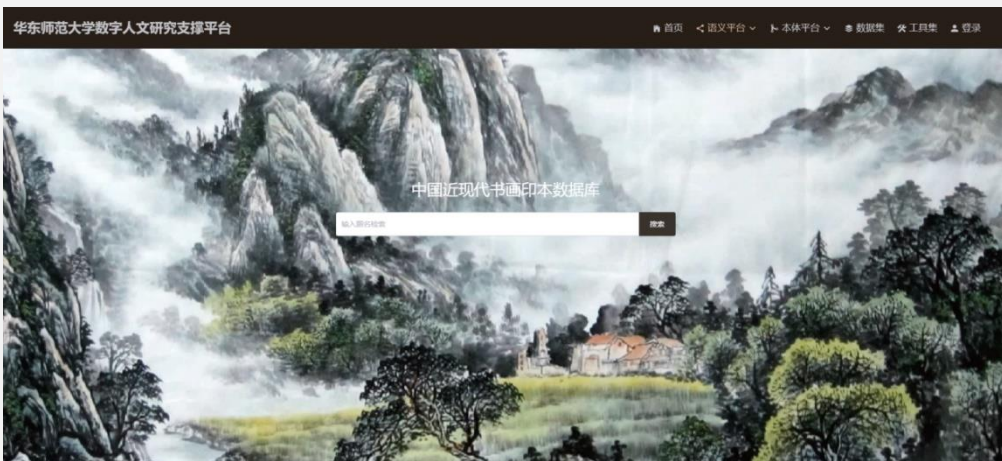 华东师范大学数字人文研究支撑平台
首页 语义平台 本体平台 数据集 工具集 登录
中国近现代书画印本数据库
输入题名检索
搜索